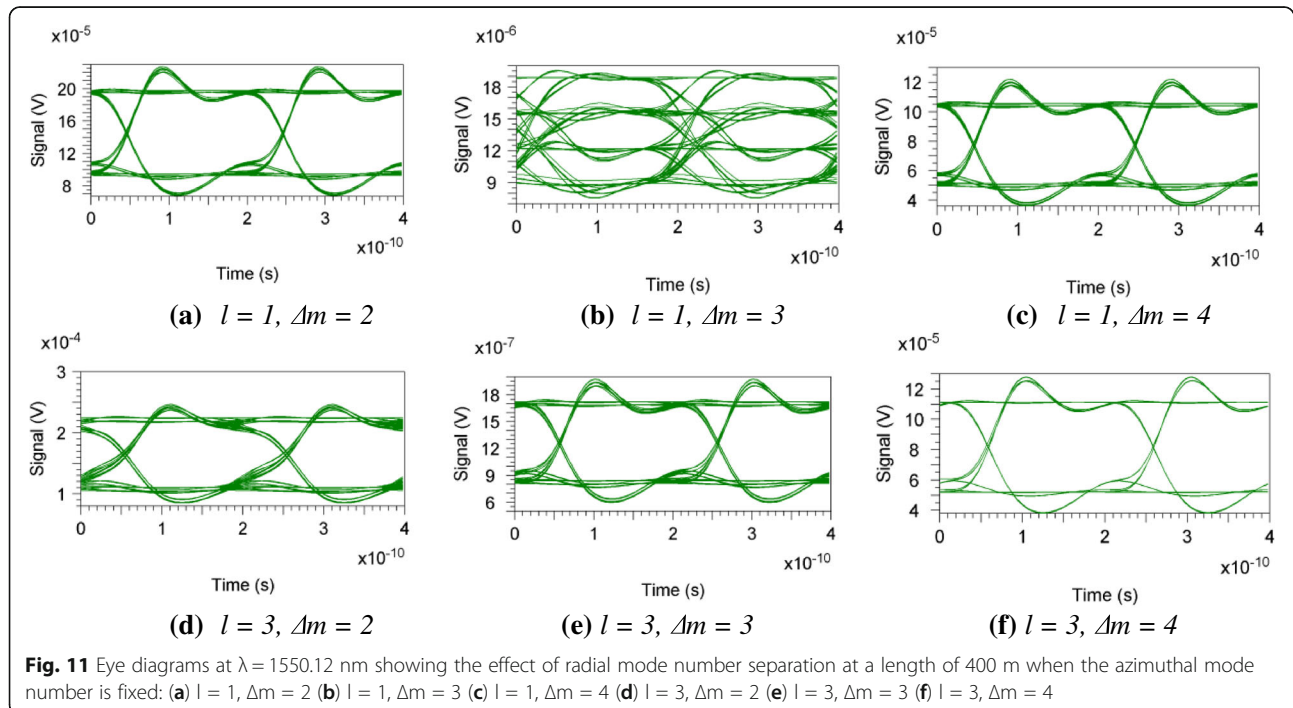 x10⁻⁵
Signal (V)
20
16
12
8
0 1 2 3 4
x10⁻¹⁰
Time (s)
(a) l = 1, Δm = 2
x10⁻⁶
Signal (V)
18
15
12
9
0 1 2 3 4
x10⁻¹⁰
Time (s)
(b) l = 1, Δm = 3
x10⁻⁵
Signal (V)
12
10
8
6
4
0 1 2 3 4
x10⁻¹⁰
Time (s)
(c) l = 1, Δm = 4
x10⁻⁴
Signal (V)
3
2
1
0 1 2 3 4
x10⁻¹⁰
Time (s)
(d) l = 3, Δm = 2
x10⁻⁷
Signal (V)
18
15
12
9
6
0 1 2 3 4
x10⁻¹⁰
Time (s)
(e) l = 3, Δm = 3
x10⁻⁵
Signal (V)
12
10
8
6
4
0 1 2 3 4
x10⁻¹⁰
Time (s)
(f) l = 3, Δm = 4
Fig. 11 Eye diagrams at λ = 1550.12 nm showing the effect of radial mode number separation at a length of 400 m when the azimuthal mode
number is fixed: (a) l = 1, Δm = 2 (b) l = 1, Δm = 3 (c) l = 1, Δm = 4 (d) l = 3, Δm = 2 (e) l = 3, Δm = 3 (f) l = 3, Δm = 4